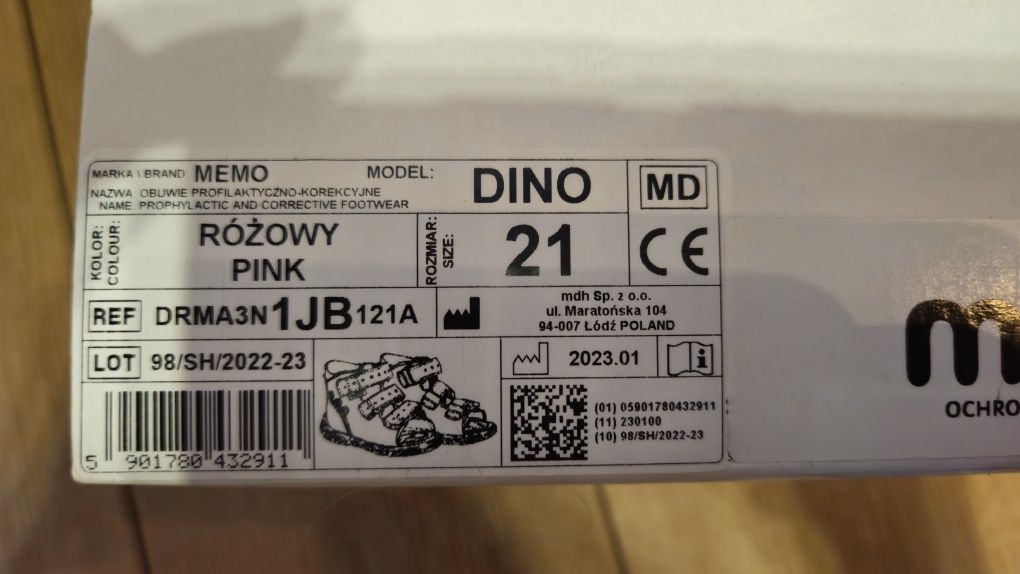 MARKA \ BRAND: MEMO MODEL: DINO
NAZWA: OBUWIE PROFILAKTYCZNO-KOREKCYJNE
NAME: PROPHYLACTIC AND CORRECTIVE FOOTWEAR
MD
KOLOR:
COLOUR:
RÓŻOWY
PINK
ROZMIAR:
SIZE:
21
CE
REF DRMA3N1JB121A
mdh Sp. z o.o.
ul. Maratońska 104
94-007 Łódź POLAND
LOT 98/SH/2022-23
2023.01
i
5 901780 432911
(01) 05901780432911
(11) 230100
(10) 98/SH/2022-23
m
OCHRO